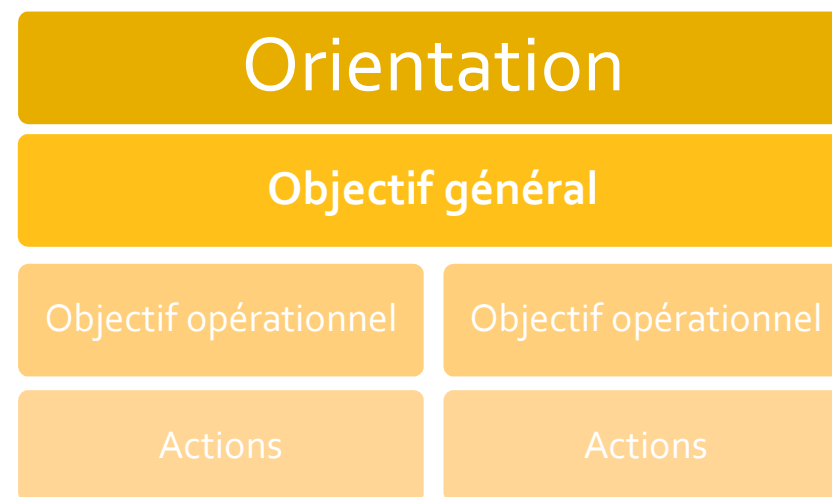 Orientation
Objectif général
Objectif opérationnel
Objectif opérationnel
Actions
Actions